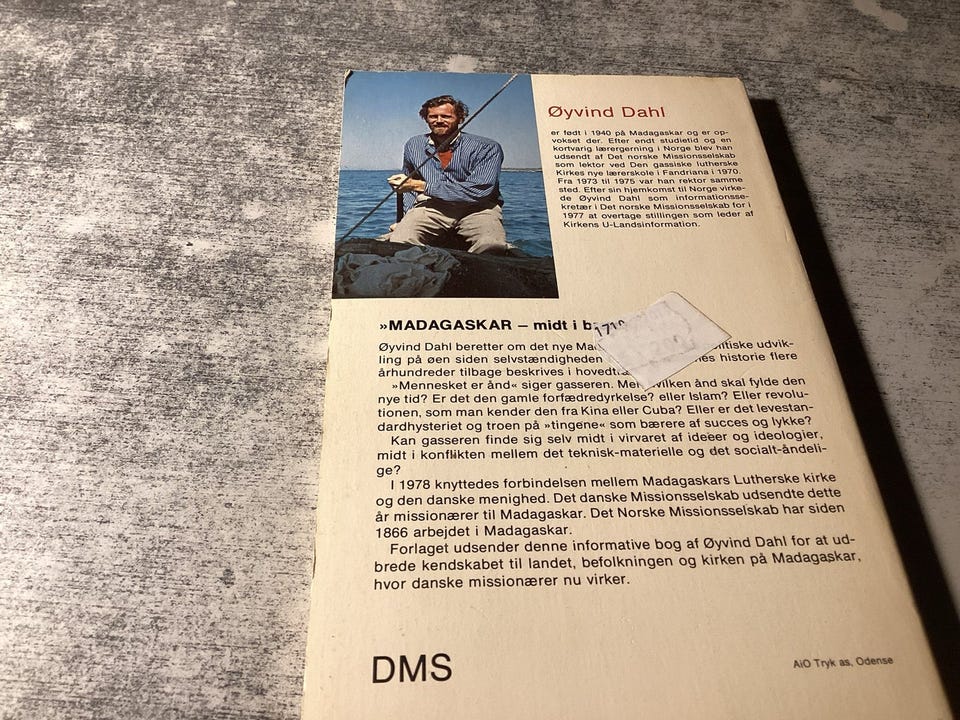 Øyvind Dahl
er født i 1940 på Madagaskar og er op-
vokset der. Efter endt studietid og en
kortvarig lærergerning i Norge blev han
udsendt af Det norske Missionsselskab
som lektor ved Den gassiske lutherske
Kirkes nye lærerskole i Fandriana i 1970.
Fra 1973 til 1975 var han rektor samme
sted. Efter sin hjemkomst til Norge virke-
de Øyvind Dahl som informationsse-
kretær i Det norske Missionsselskab for i
1977 at overtage stillingen som leder af
Kirkens U-Landsinformation.
»MADAGASKAR – midt i
Øyvind Dahl beretter om det nye udvik-
ling på øen siden selvstændigheden historie flere
århundreder tilbage beskrives i
»Mennesket er ånd« siger gasseren. ånd skal fylde den
nye tid? Er det den gamle forfædredyrkelse? eller Islam? Eller revolu-
tionen, som man kender den fra Kina eller Cuba? Eller er det levestan-
dardhysteriet og troen på »tingene« som bærere af succes og lykke?
Kan gasseren finde sig selv midt i virvaret af ideer og ideologier,
midt i konflikten mellem det teknisk-materielle og det socialt-åndeli-
ge?
I 1978 knyttedes forbindelsen mellem Madagaskars Lutherske kirke
og den danske menighed. Det danske Missionsselskab udsendte dette
år missionærer til Madagaskar. Det Norske Missionsselskab har siden
1866 arbejdet i Madagaskar.
Forlaget udsender denne informative bog af Øyvind Dahl for at ud-
brede kendskabet til landet, befolkningen og kirken på Madagaskar,
hvor danske missionærer nu virker.
DMS
AiO Tryk as, Odense